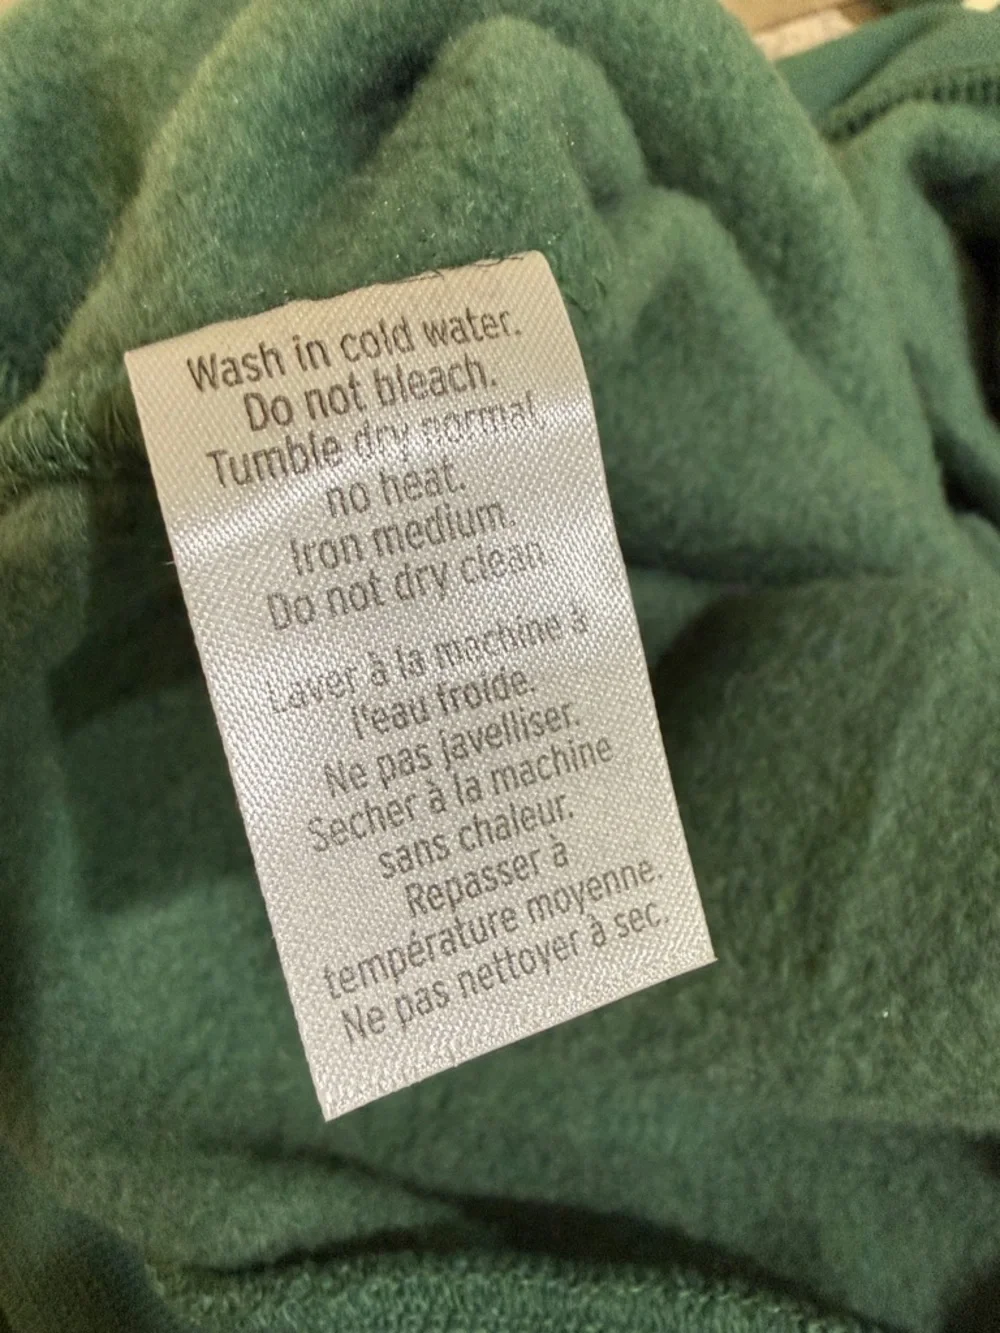 Wash in cold water.
Do not bleach.
Tumble dry normal
no heat.
Iron medium.
Do not dry clean.
Laver à la machine à
l'eau froide.
Ne pas javelliser.
Secher à la machine
sans chaleur.
Repasser à
température moyenne.
Ne pas nettoyer à sec.